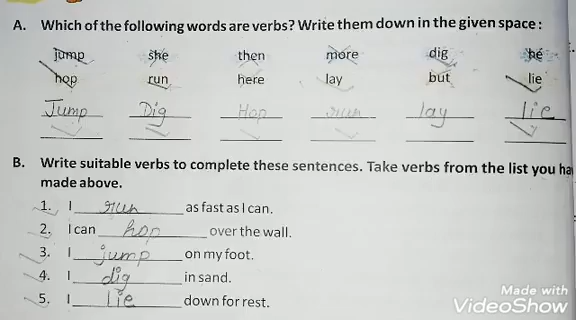 A. Which of the following words are verbs? Write them down in the given space:
jump she then more dig he
hop run here lay but lie
Jump Dig Hop run lay lie
B. Write suitable verbs to complete these sentences. Take verbs from the list you
made above.
1. I run as fast as I can.
2. I can hop over the wall.
3. I jump on my foot.
4. I dig in sand.
5. I lie down for rest.
Made with
VideoShow